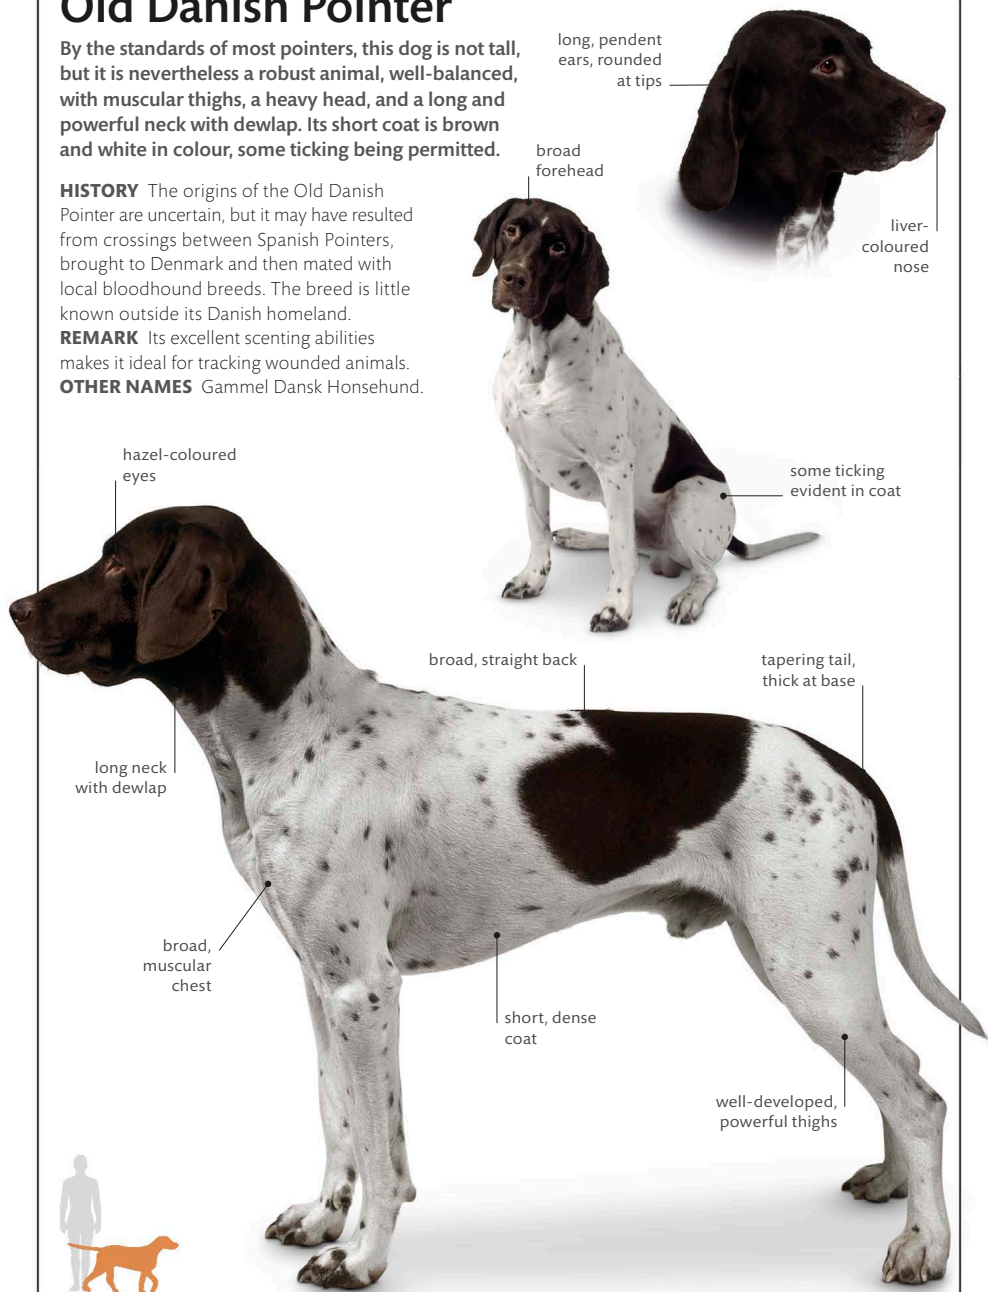 Old Danish Pointer
By the standards of most pointers, this dog is not tall,
but it is nevertheless a robust animal, well-balanced,
with muscular thighs, a heavy head, and a long and
powerful neck with dewlap. Its short coat is brown
and white in colour, some ticking being permitted.
HISTORY The origins of the Old Danish
Pointer are uncertain, but it may have resulted
from crossings between Spanish Pointers,
brought to Denmark and then mated with
local bloodhound breeds. The breed is little
known outside its Danish homeland.
REMARK Its excellent scenting abilities
makes it ideal for tracking wounded animals.
OTHER NAMES Gammel Dansk Honsehund.
long, pendent
ears, rounded
at tips
broad
forehead
liver-
coloured
nose
hazel-coloured
eyes
some ticking
evident in coat
broad, straight back
tapering tail,
thick at base
long neck
with dewlap
broad,
muscular
chest
short, dense
coat
well-developed,
powerful thighs